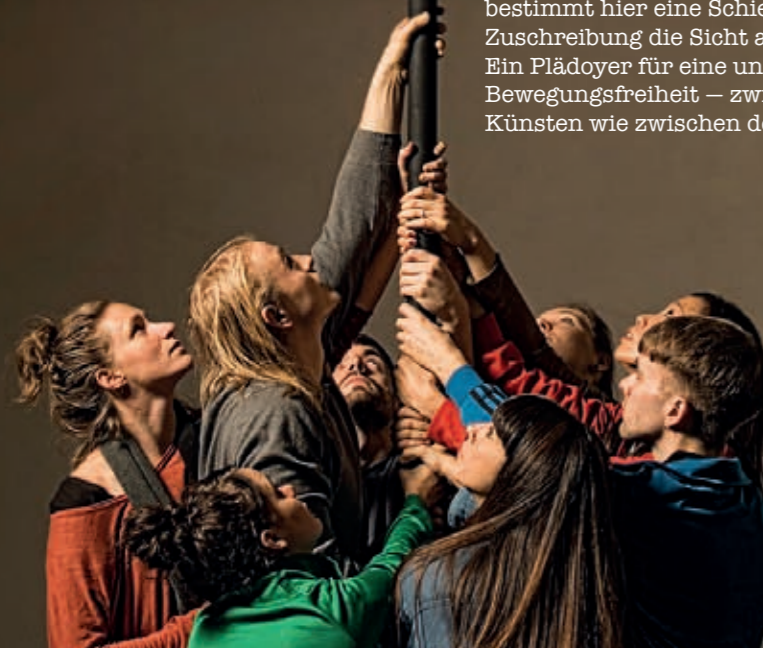 bestimmt hier eine
Zuschreibung die Sicht
Ein Plädoyer für eine
Bewegungsfreiheit —
Künsten wie zwischen